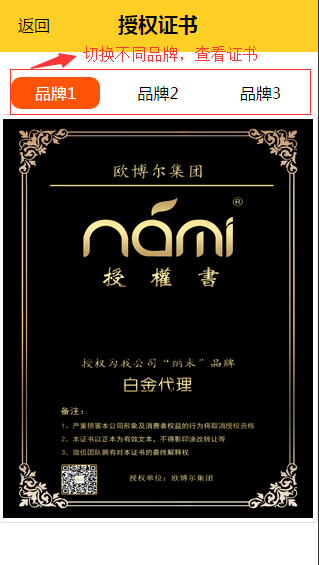 返回
授权证书
切换不同品牌，查看证书
品牌1
品牌2
品牌3
欧博尔集团
nami®
授權書
授权为我公司“纳米”品牌
白金代理
备注：
1、严重损害本公司形象及消费者权益的行为将取消授权资格
2、本证书以正本为有效文本，不得影印涂改转让等
3、微伍团队拥有对本证书的最终解释权
授权单位：欧博尔集团